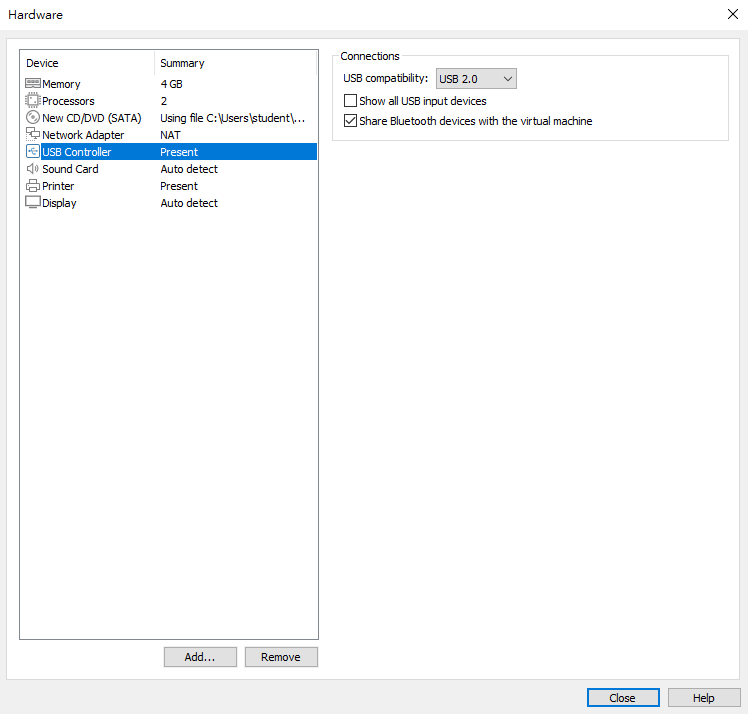 Hardware
Device Summary
Memory 4 GB
Processors 2
New CD/DVD (SATA) Using file C:\Users\student\...
Network Adapter NAT
USB Controller Present
Sound Card Auto detect
Printer Present
Display Auto detect
Add... Remove
Connections
USB compatibility: USB 2.0
Show all USB input devices
Share Bluetooth devices with the virtual machine
Close Help